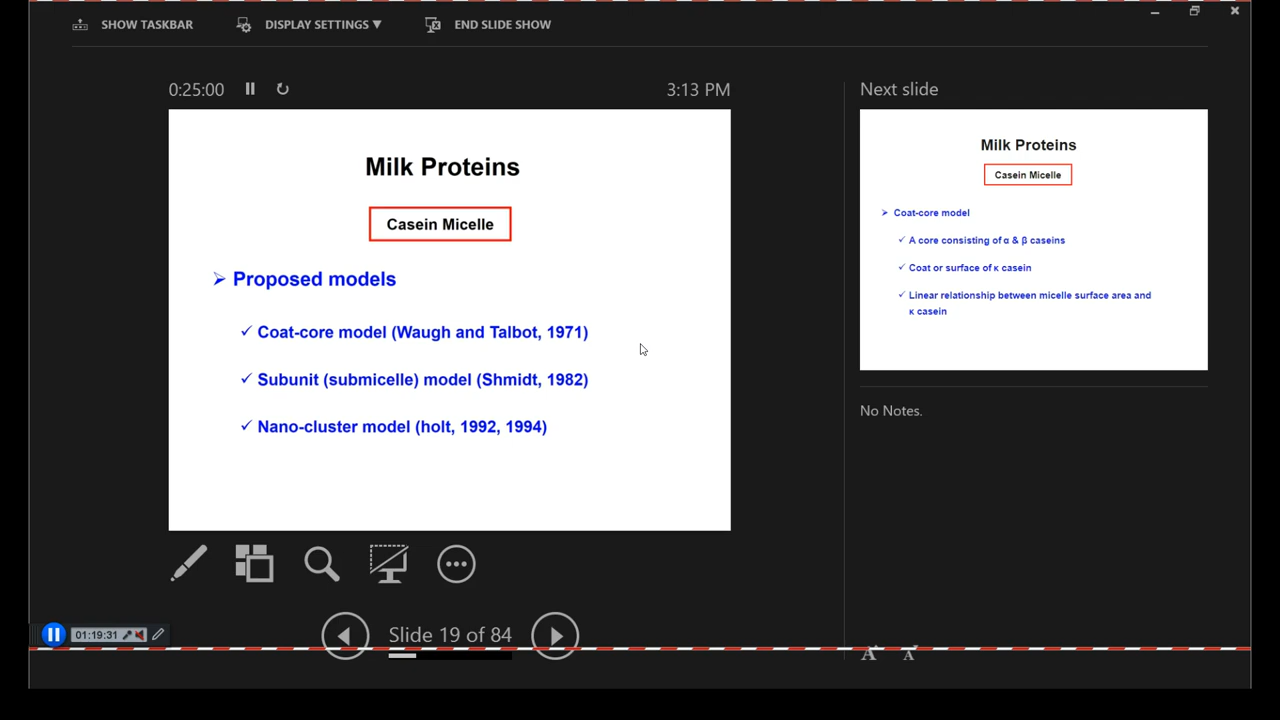 SHOW TASKBAR
DISPLAY SETTINGS ▼
END SLIDE SHOW
0:25:00
3:13 PM
Milk Proteins
Casein Micelle
➢ Proposed models
✓ Coat-core model (Waugh and Talbot, 1971)
✓ Subunit (submicelle) model (Shmidt, 1982)
✓ Nano-cluster model (holt, 1992, 1994)
Next slide
Milk Proteins
Casein Micelle
➢ Coat-core model
✓ A core consisting of α & β caseins
✓ Coat or surface of κ casein
✓ Linear relationship between micelle surface area and
κ casein
No Notes.
01:19:31
Slide 19 of 84
A A